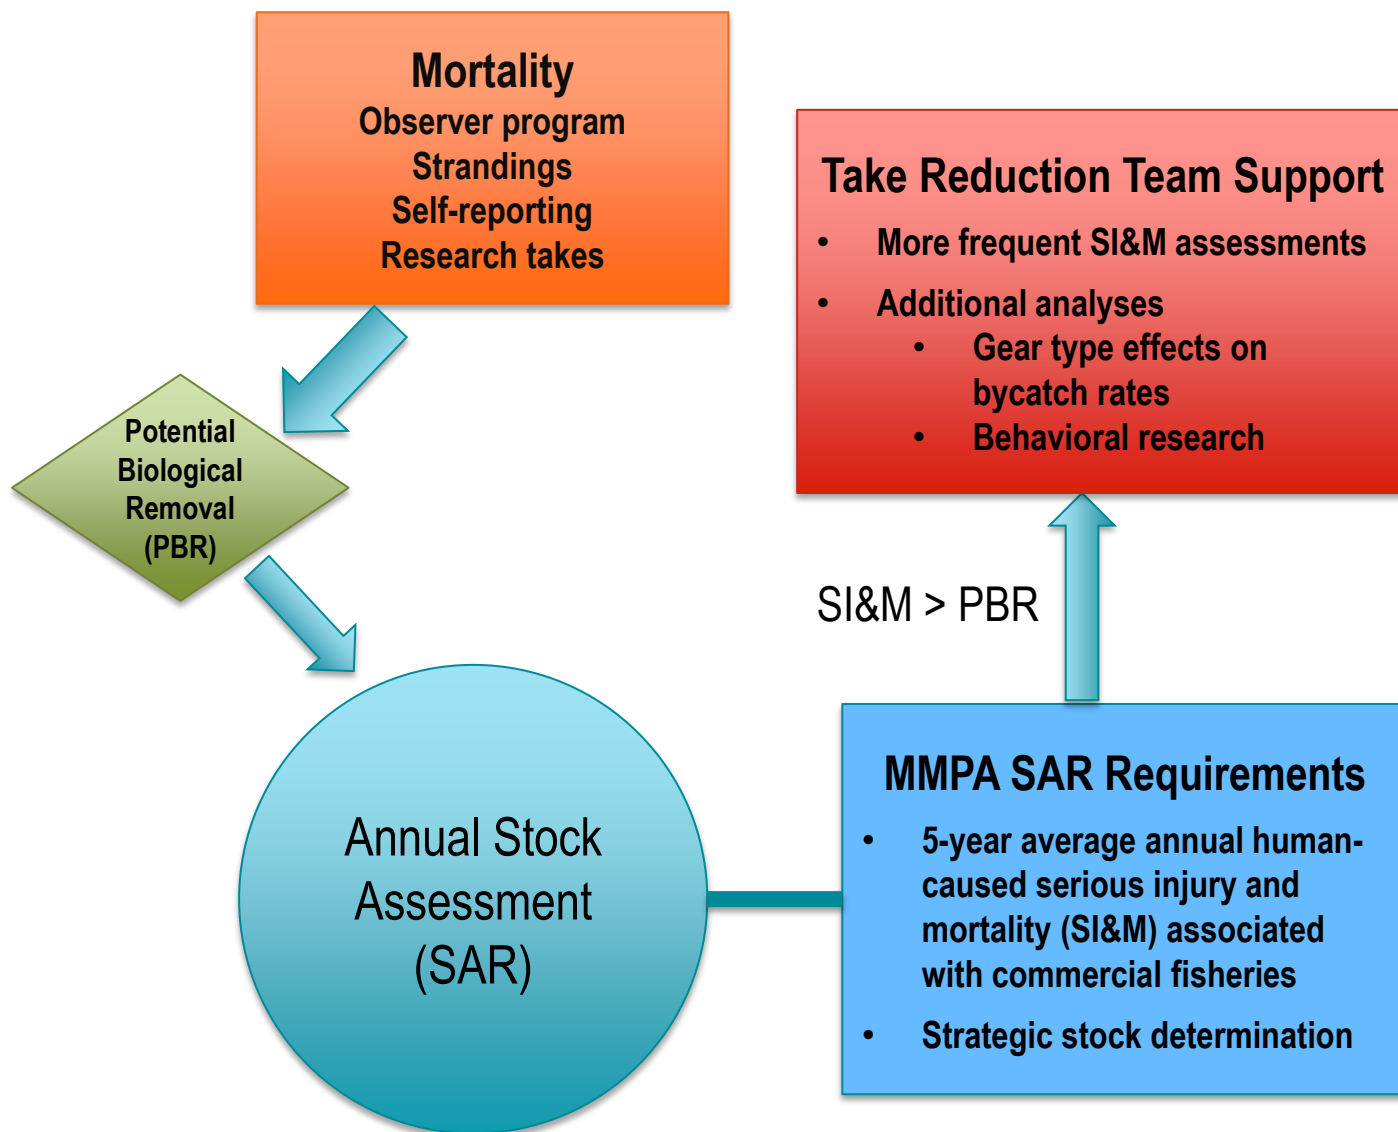 Mortality
Observer program
Strandings
Self-reporting
Research takes
Take Reduction Team Support
• More frequent SI&M assessments
• Additional analyses
• Gear type effects on
bycatch rates
• Behavioral research
Potential
Biological
Removal
(PBR)
SI&M > PBR
Annual Stock
Assessment
(SAR)
MMPA SAR Requirements
• 5-year average annual human-
caused serious injury and
mortality (SI&M) associated
with commercial fisheries
• Strategic stock determination